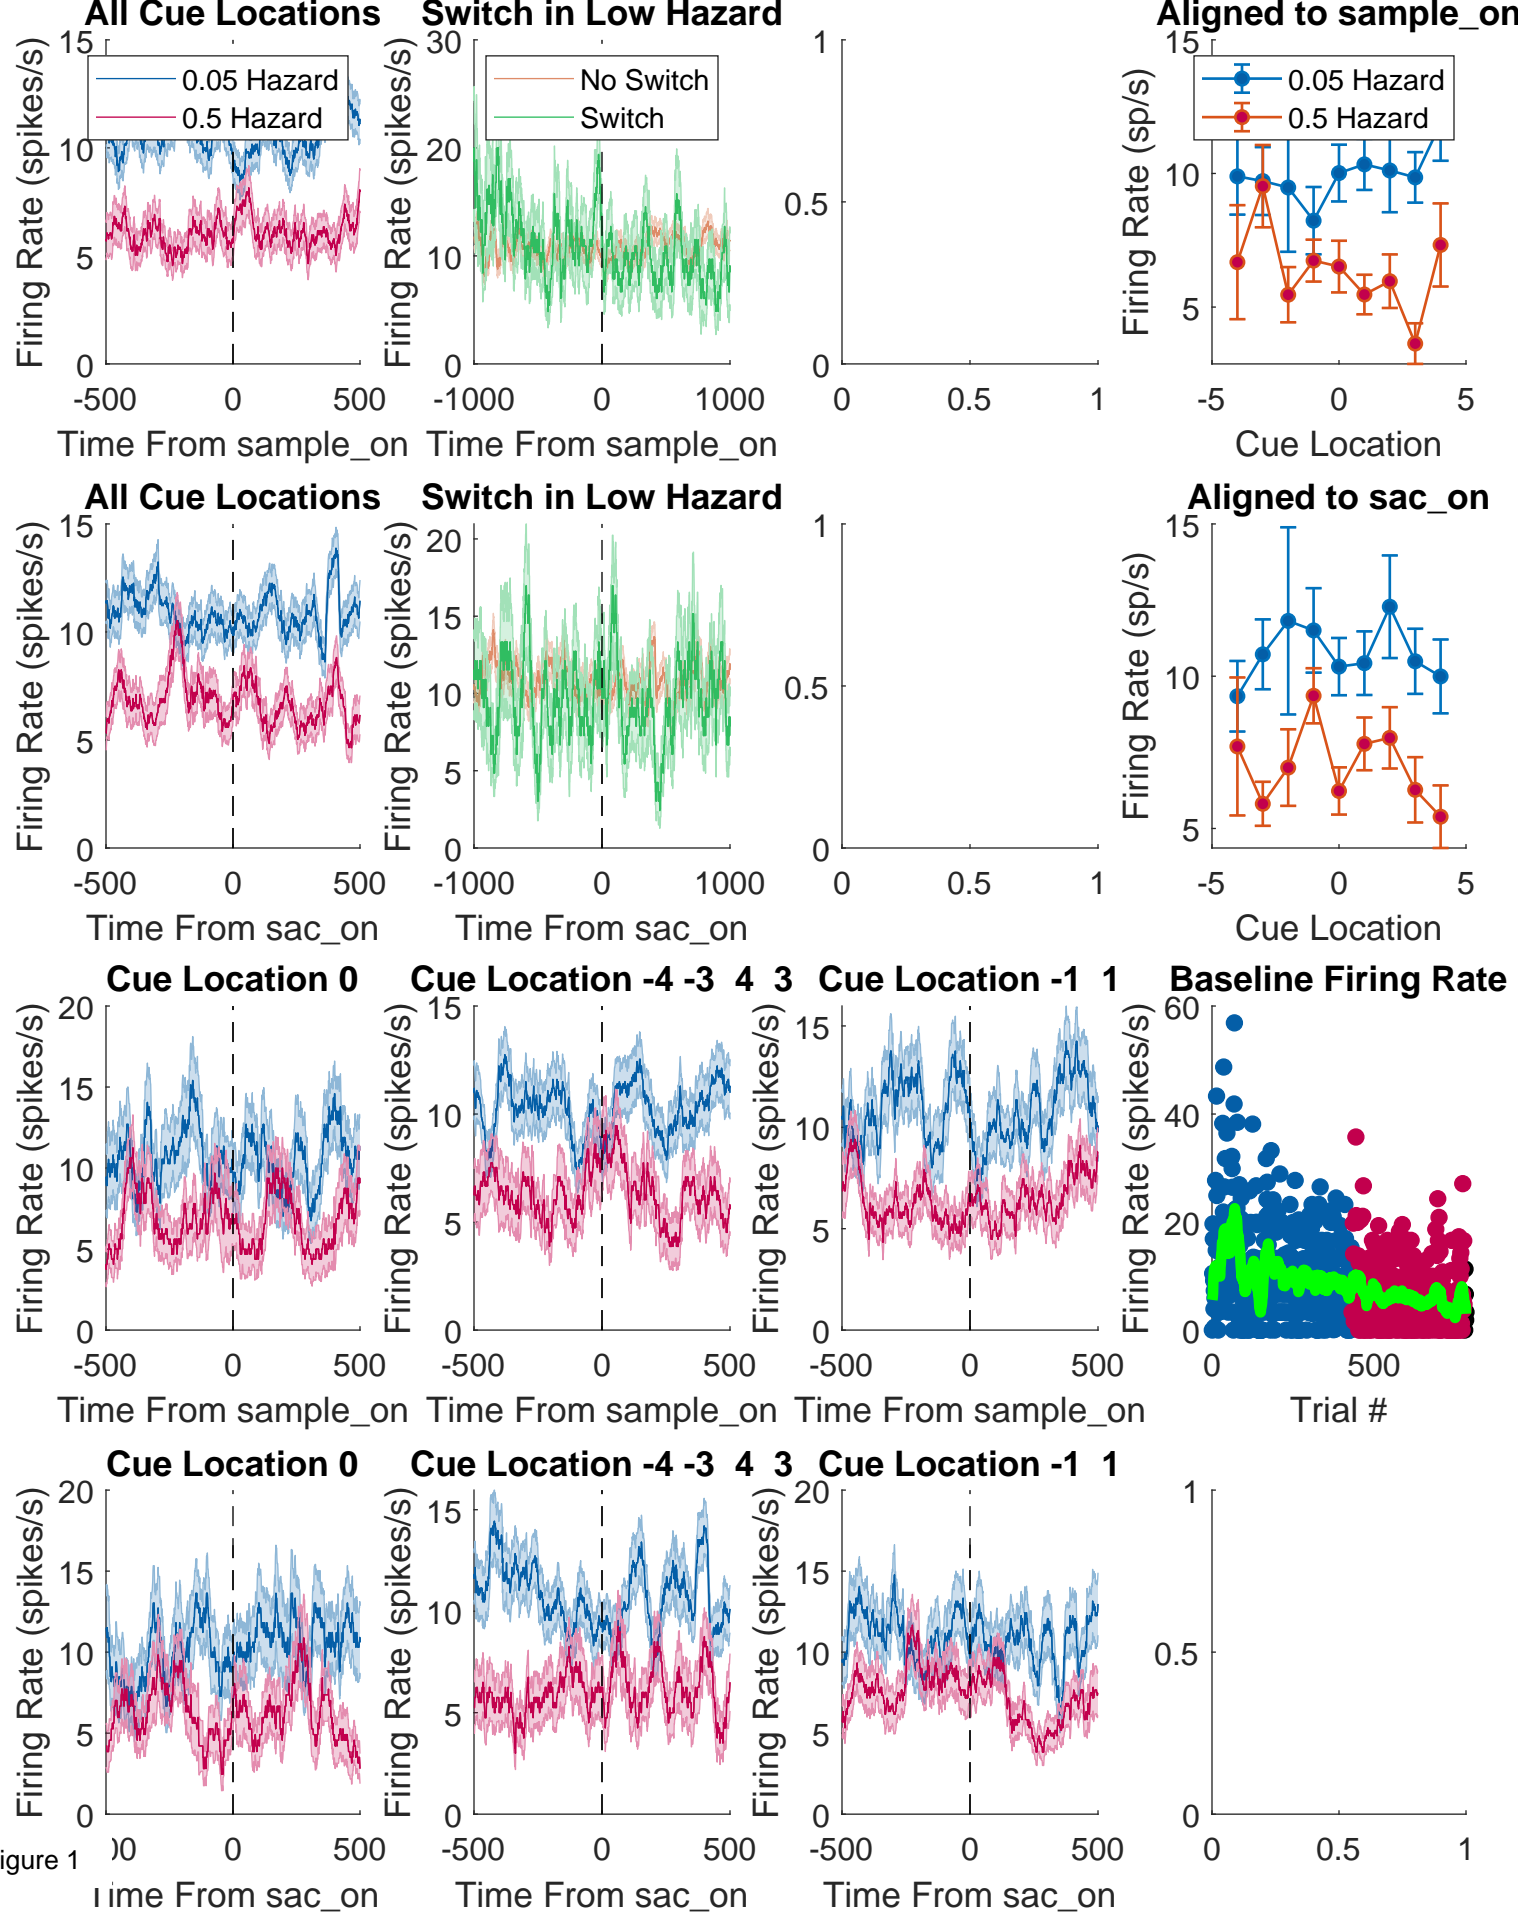 All Cue Locations
15
10
5
0
-500 0 500
Firing Rate (spikes/s)
Time From sample_on
0.05 Hazard
0.5 Hazard
Switch in Low Hazard
30
20
10
0
-1000 0 1000
Firing Rate (spikes/s)
Time From sample_on
No Switch
Switch
1
0.5
0
0 0.5 1
Aligned to sample_on
15
10
5
-5 0 5
Firing Rate (sp/s)
Cue Location
0.05 Hazard
0.5 Hazard
All Cue Locations
15
10
5
0
-500 0 500
Firing Rate (spikes/s)
Time From sac_on
Switch in Low Hazard
20
15
10
5
0
-1000 0 1000
Firing Rate (spikes/s)
Time From sac_on
1
0.5
0
0 0.5 1
Aligned to sac_on
15
10
5
-5 0 5
Firing Rate (sp/s)
Cue Location
Cue Location 0
20
15
10
5
0
-500 0 500
Firing Rate (spikes/s)
Time From sample_on
Cue Location -4 -3 4 3
15
10
5
0
-500 0 500
Firing Rate (spikes/s)
Time From sample_on
Cue Location -1 1
15
10
5
0
-500 0 500
Firing Rate (spikes/s)
Time From sample_on
Baseline Firing Rate
60
40
20
0
0 500
Firing Rate (spikes/s)
Trial #
Cue Location 0
20
15
10
5
0
00 0 500
Firing Rate (spikes/s)
Time From sac_on
Cue Location -4 -3 4 3
15
10
5
0
-500 0 500
Firing Rate (spikes/s)
Time From sac_on
Cue Location -1 1
20
15
10
5
0
-500 0 500
Firing Rate (spikes/s)
Time From sac_on
1
0.5
0
0 0.5 1
igure 1